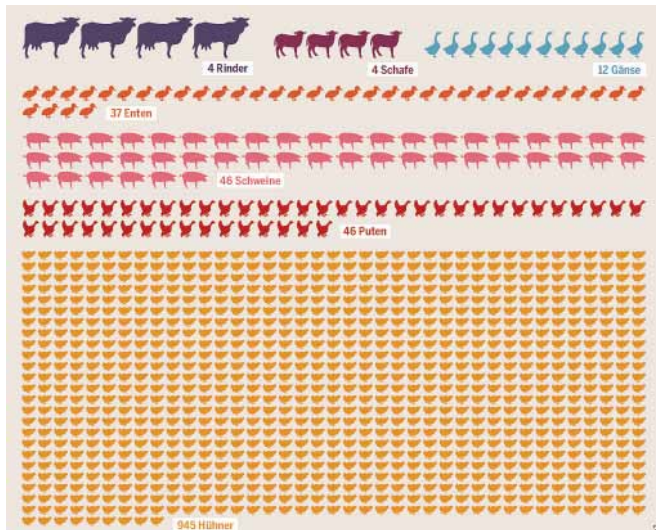 4 Rinder
4 Schafe
12 Gänse
37 Enten
46 Schweine
46 Puten
945 Hühner